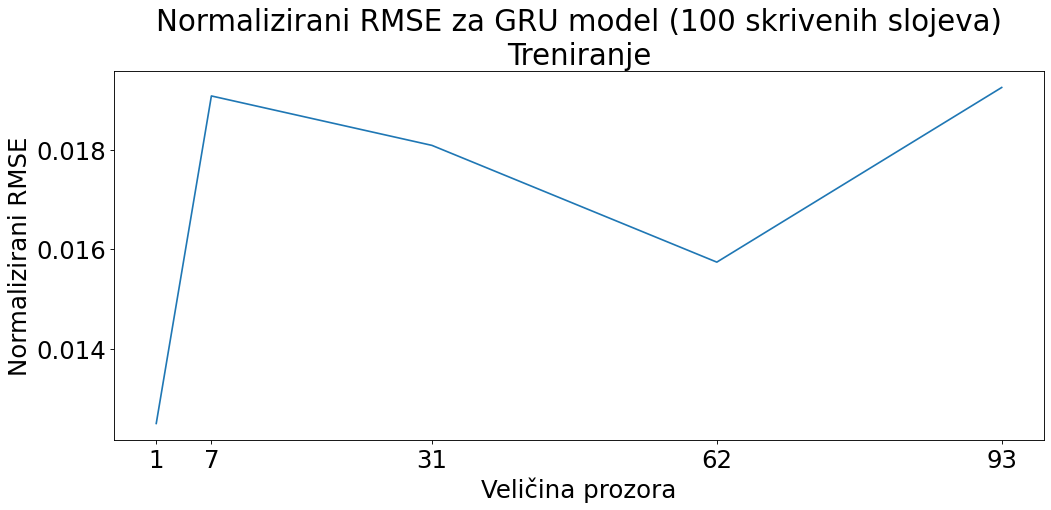 Normalizirani RMSE za GRU model (100 skrivenih slojeva)
Treniranje
Normalizirani RMSE
0.018
0.016
0.014
1 7 31 62 93
Veličina prozora